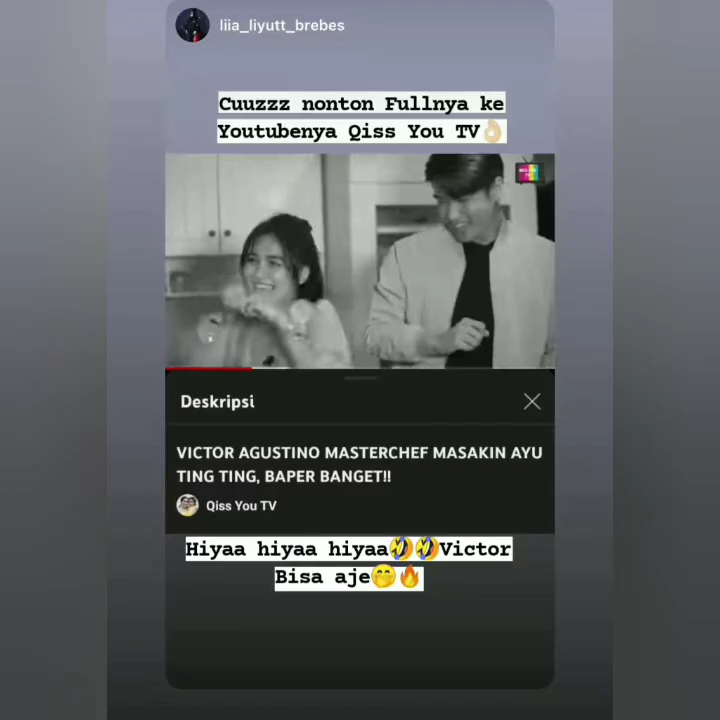 liia_liyutt_brebes
Cuuzzz nonton Fullnya ke
Youtubenya Qiss You TV👌🏻
Deskripsi
VICTOR AGUSTINO MASTERCHEF MASAKIN AYU
TING TING, BAPER BANGET!!
Qiss You TV
Hiyaa hiyaa hiyaa🤣🤣Victor
Bisa aje🤭🔥